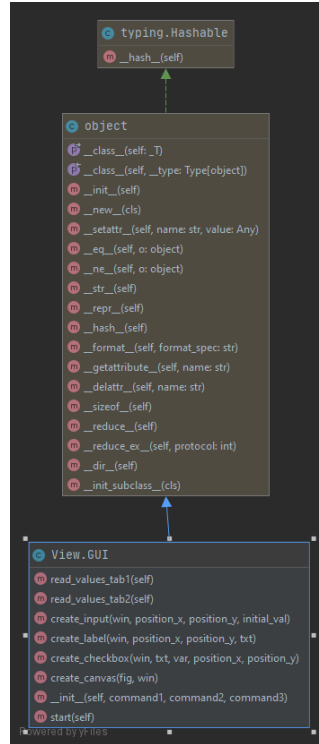 typing.Hashable
__hash__(self)
object
__class__(self: _T)
__class__(self, __type: Type[object])
__init__(self)
__new__(cls)
__setattr__(self, name: str, value: Any)
__eq__(self, o: object)
__ne__(self, o: object)
__str__(self)
__repr__(self)
__hash__(self)
__format__(self, format_spec: str)
__getattribute__(self, name: str)
__delattr__(self, name: str)
__sizeof__(self)
__reduce__(self)
__reduce_ex__(self, protocol: int)
__dir__(self)
__init_subclass__(cls)
View.GUI
read_values_tab1(self)
read_values_tab2(self)
create_input(win, position_x, position_y, initial_val)
create_label(win, position_x, position_y, txt)
create_checkbox(win, txt, var, position_x, position_y)
create_canvas(fig, win)
__init__(self, command1, command2, command3)
start(self)
Powered by yFiles